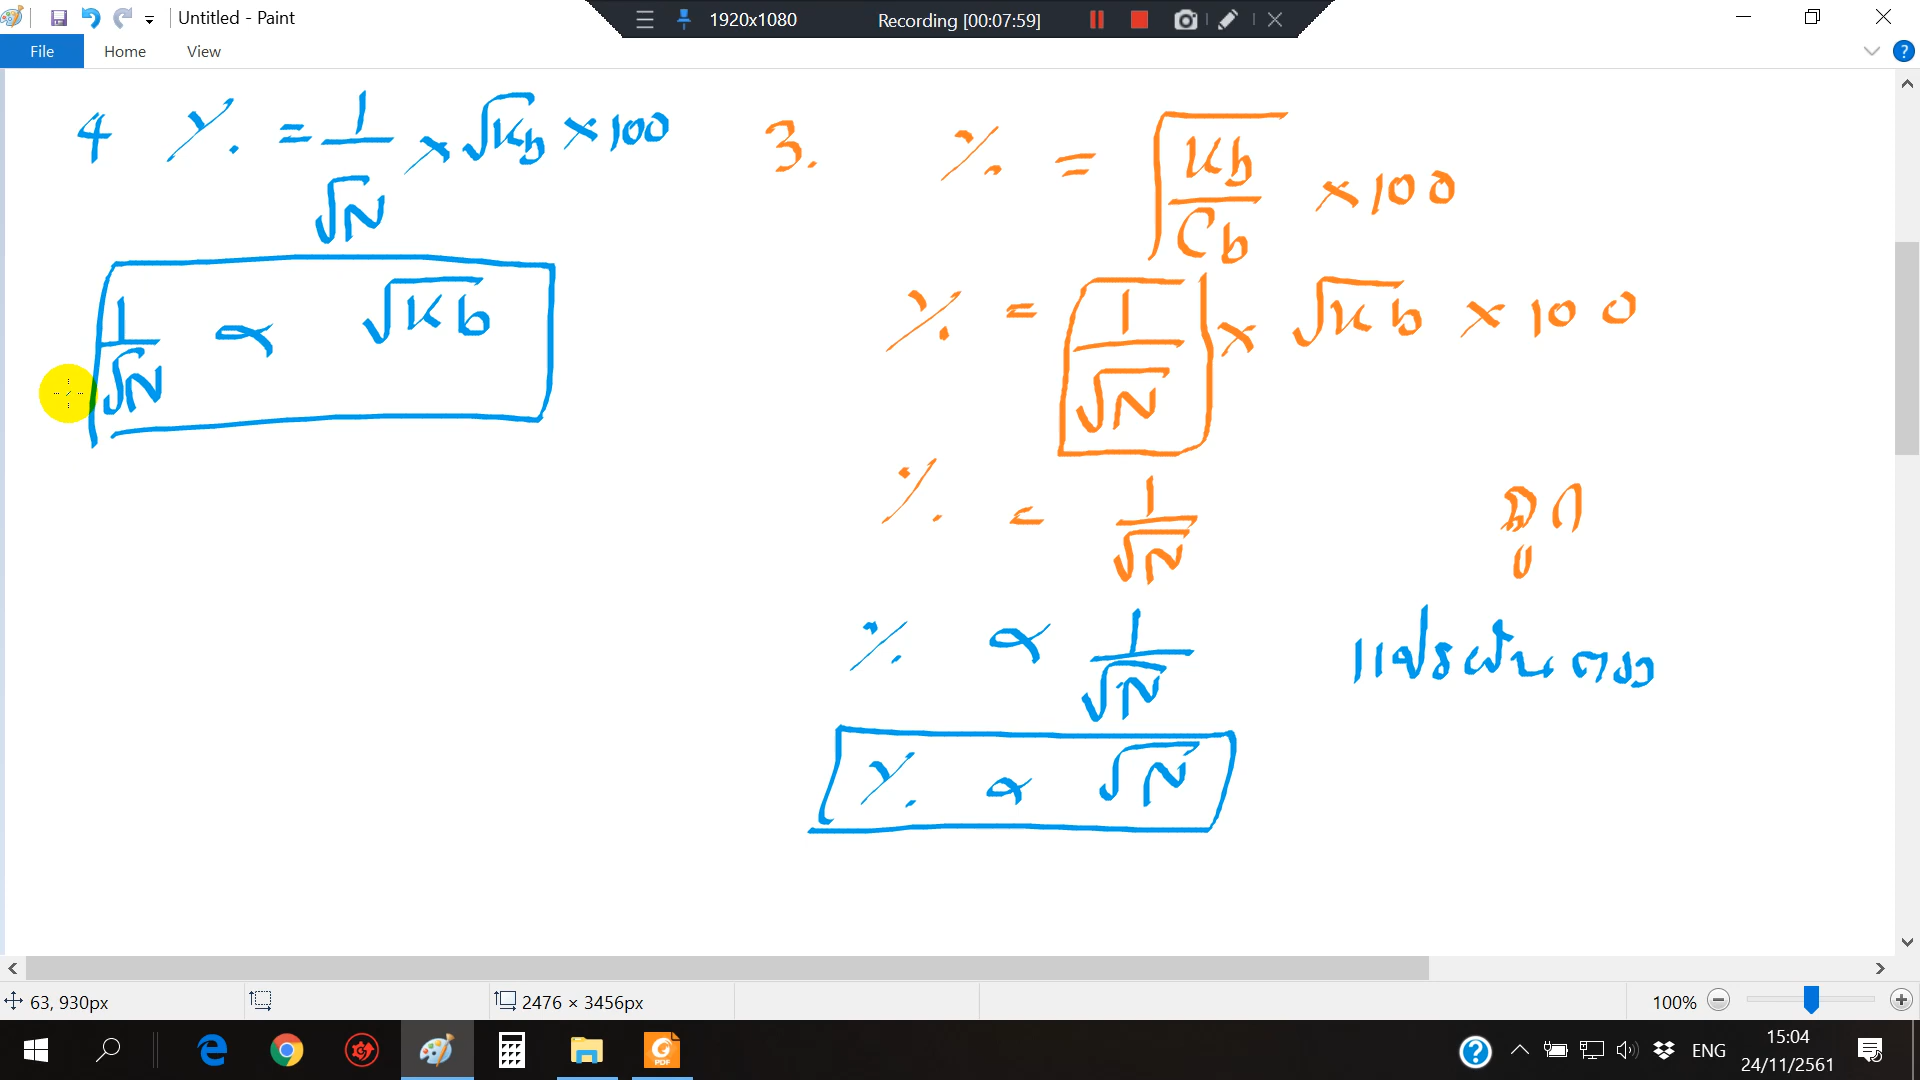 Untitled - Paint
1920x1080
Recording [00:07:59]
File
Home
View
4 % = 1/√N × √Kb × 100
1/√N ∝ √Kb
3. % = √(Kb/Cb) × 100
% = 1/√N × √Kb × 100
% = 1/√N
% ∝ 1/√N
แปรผันตรง
% ∝ √N
63, 930px
2476 × 3456px
100%
PDF
ENG
15:04
24/11/2561